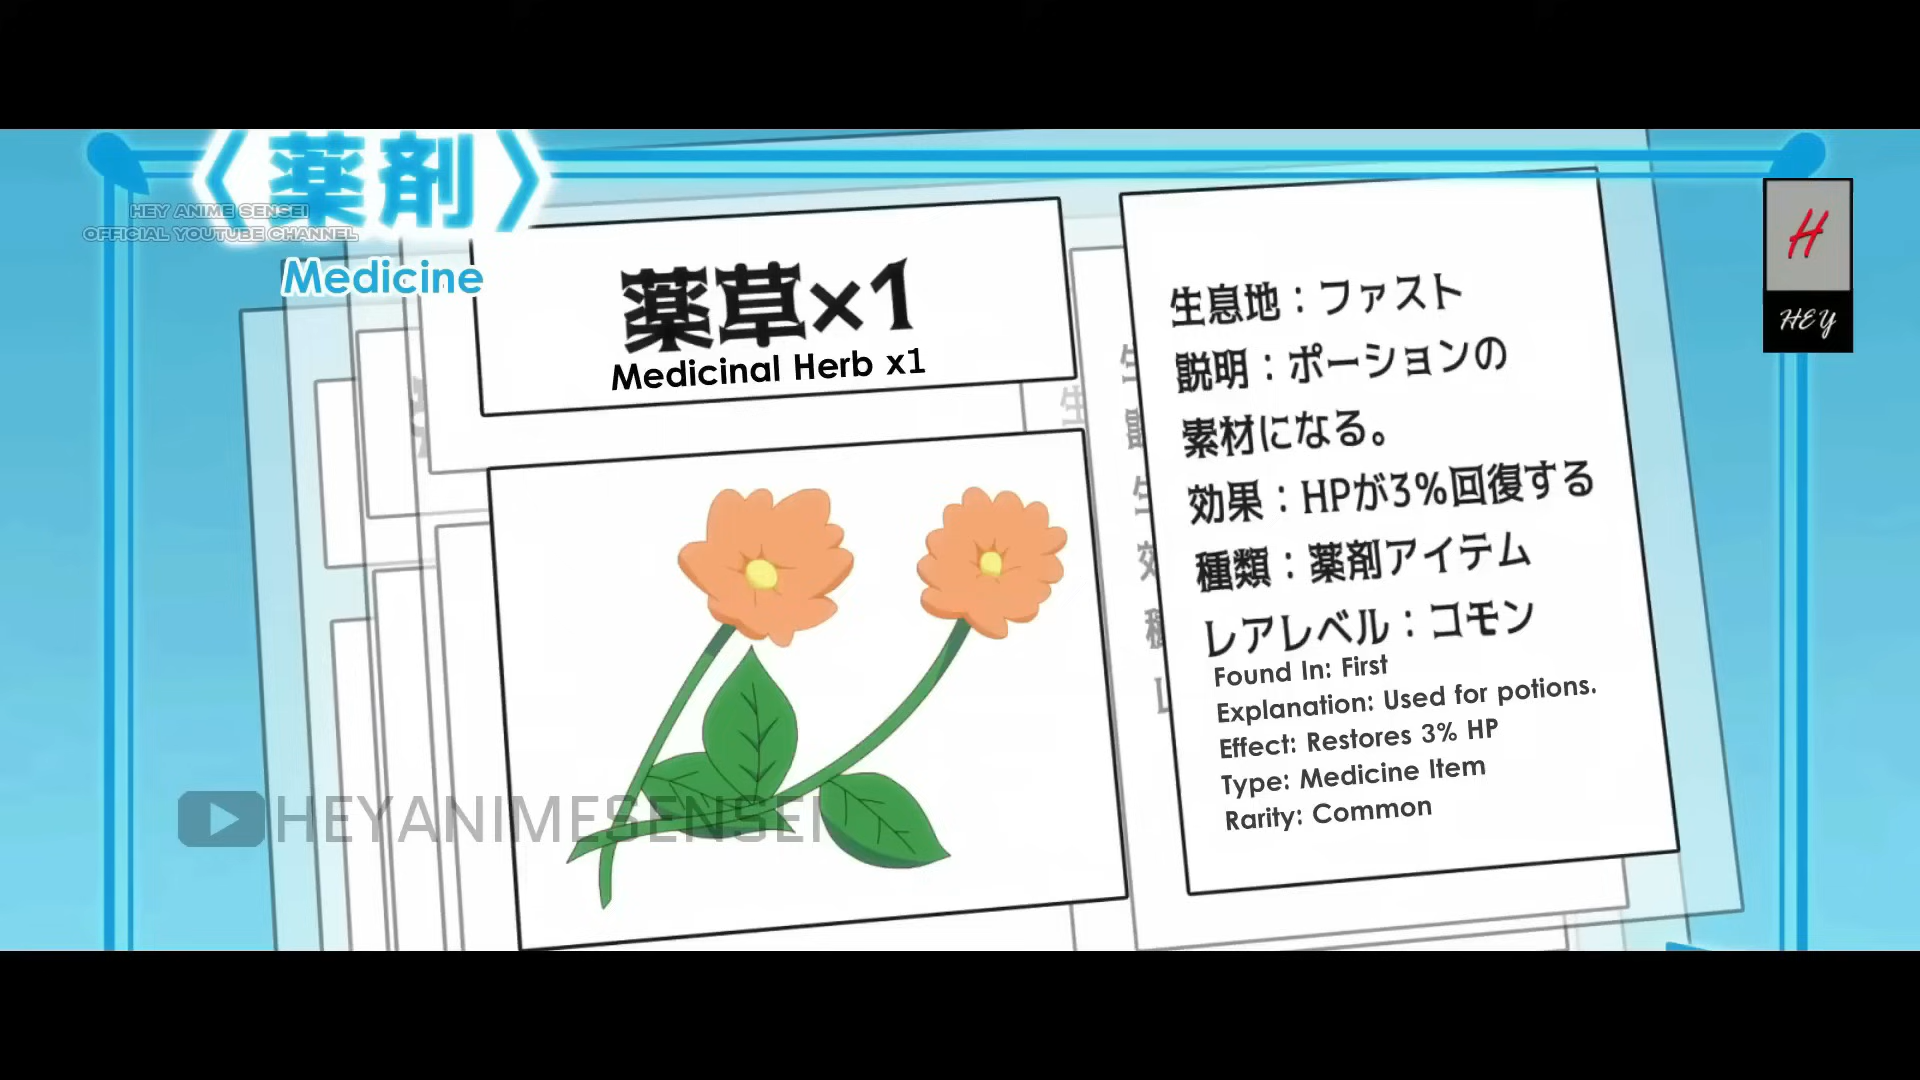 〈薬剤〉
HEY ANIME SENSEI
OFFICIAL YOUTUBE CHANNEL
Medicine
薬草×1
Medicinal Herb x1
生息地：ファスト
説明：ポーションの
素材になる。
効果：HPが3%回復する
種類：薬剤アイテム
レアレベル：コモン
Found In: First
Explanation: Used for potions.
Effect: Restores 3% HP
Type: Medicine Item
Rarity: Common
H
HEY
HEYANIMESENSEI